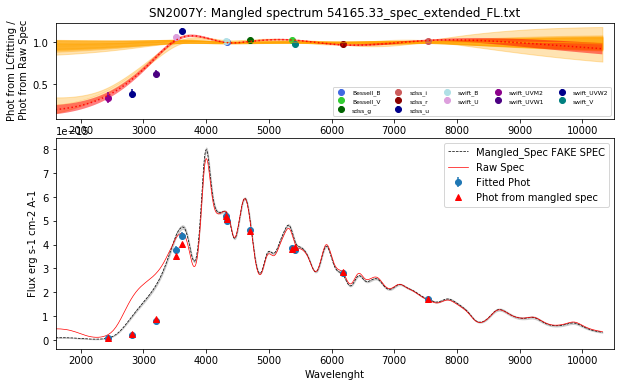 SN2007Y: Mangled spectrum 54165.33_spec_extended_FL.txt
Phot from LCfitting /
Phot from Raw Spec
1.0
0.5
Bessell_B
Bessell_V
sdss_g
sdss_i
sdss_r
sdss_u
swift_B
swift_U
swift_UVM2
swift_UVW1
swift_UVW2
swift_V
2000 3000 4000 5000 6000 7000 8000 9000 10000
Flux erg s-1 cm-2 A-1
8
7
6
5
4
3
2
1
0
Mangled_Spec FAKE SPEC
Raw Spec
Fitted Phot
Phot from mangled spec
2000 3000 4000 5000 6000 7000 8000 9000 10000
Wavelenght